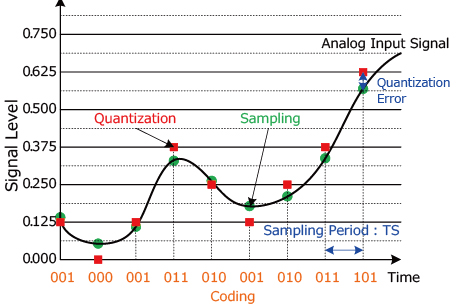 0.750
Analog Input Signal
0.625
Quantization
Error
0.500
Quantization
Sampling
0.375
0.250
0.125
Sampling Period : TS
0.000
Signal Level
001 000 001 011 010 001 010 011 101 Time
Coding